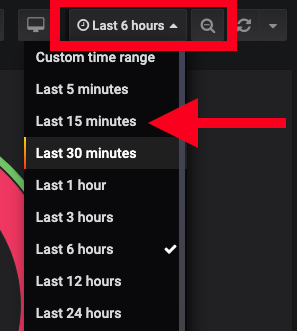 Last 6 hours
Custom time range
Last 5 minutes
Last 15 minutes
Last 30 minutes
Last 1 hour
Last 3 hours
Last 6 hours
Last 12 hours
Last 24 hours